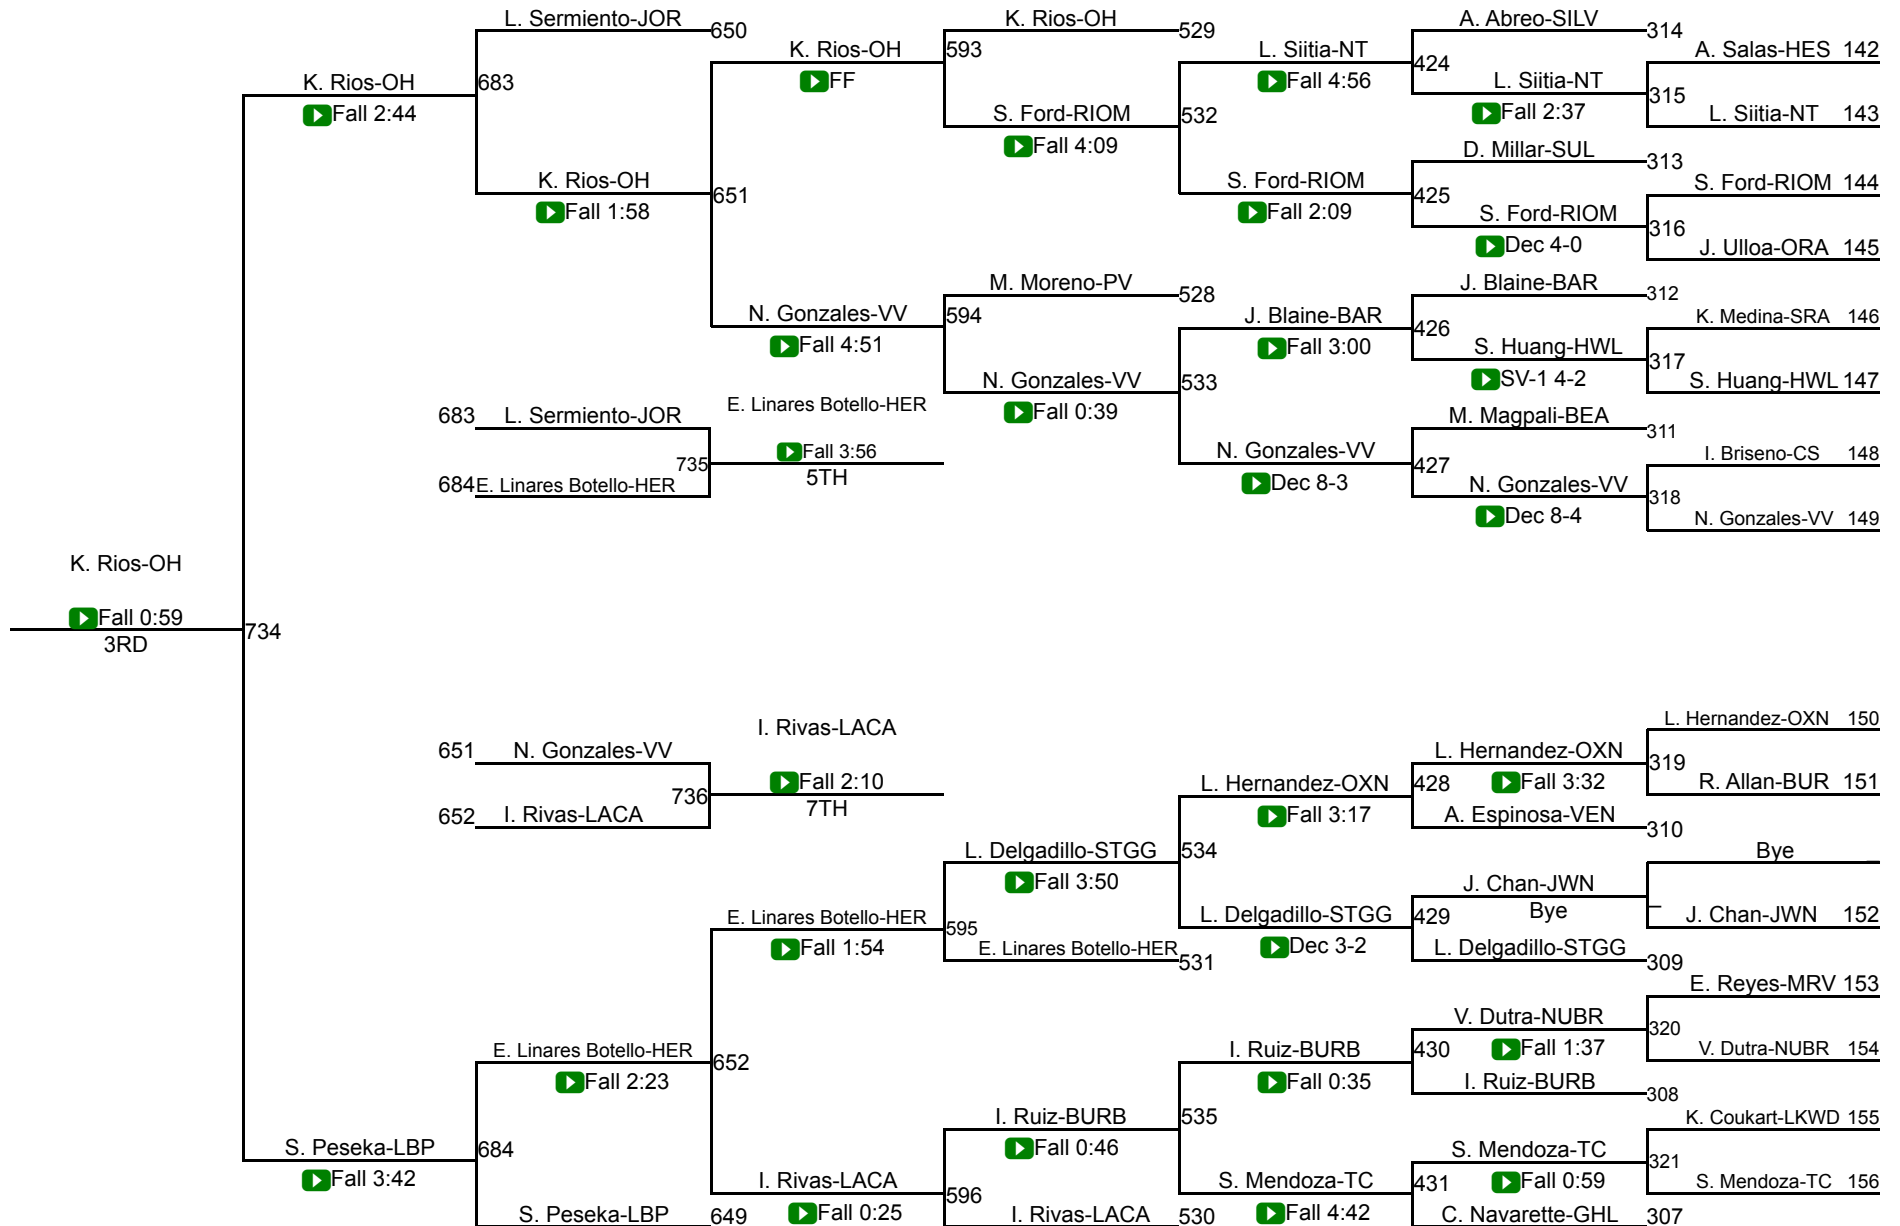 L. Sermiento-JOR 650
K. Rios-OH 529
A. Abreo-SILV 314
K. Rios-OH
FF
593
L. Siitia-NT
Fall 4:56
424
A. Salas-HES 142
K. Rios-OH
Fall 2:44
683
L. Siitia-NT
Fall 2:37
315
L. Siitia-NT 143
S. Ford-RIOM
Fall 4:09
532
D. Millar-SUL 313
K. Rios-OH
Fall 1:58
651
S. Ford-RIOM
Fall 2:09
425
S. Ford-RIOM 144
S. Ford-RIOM
Dec 4-0
316
J. Ulloa-ORA 145
M. Moreno-PV 528
J. Blaine-BAR 312
N. Gonzales-VV
Fall 4:51
594
J. Blaine-BAR
Fall 3:00
426
K. Medina-SRA 146
S. Huang-HWL
SV-1 4-2
317
S. Huang-HWL 147
N. Gonzales-VV
Fall 0:39
533
683 L. Sermiento-JOR
E. Linares Botello-HER
Fall 3:56
5TH
735
684 E. Linares Botello-HER
M. Magpali-BEA 311
N. Gonzales-VV
Dec 8-3
427
I. Briseno-CS 148
N. Gonzales-VV
Dec 8-4
318
N. Gonzales-VV 149
K. Rios-OH
Fall 0:59
3RD
734
I. Rivas-LACA
Fall 2:10
7TH
651 N. Gonzales-VV
736
652 I. Rivas-LACA
L. Hernandez-OXN 150
L. Hernandez-OXN
Fall 3:32
319
R. Allan-BUR 151
L. Hernandez-OXN
Fall 3:17
428
A. Espinosa-VEN 310
L. Delgadillo-STGG
Fall 3:50
534
Bye _
J. Chan-JWN
Bye
_
J. Chan-JWN 152
E. Linares Botello-HER
Fall 1:54
595
L. Delgadillo-STGG
Dec 3-2
429
E. Linares Botello-HER 531
L. Delgadillo-STGG 309
E. Reyes-MRV 153
V. Dutra-NUBR
Fall 1:37
320
V. Dutra-NUBR 154
E. Linares Botello-HER
Fall 2:23
652
I. Ruiz-BURB
Fall 0:35
430
I. Ruiz-BURB 308
I. Ruiz-BURB
Fall 0:46
535
K. Coukart-LKWD 155
S. Peseka-LBP
Fall 3:42
684
S. Mendoza-TC
Fall 0:59
321
S. Mendoza-TC 156
I. Rivas-LACA
Fall 0:25
596
S. Mendoza-TC
Fall 4:42
431
S. Peseka-LBP 649
I. Rivas-LACA 530
C. Navarette-GHL 307